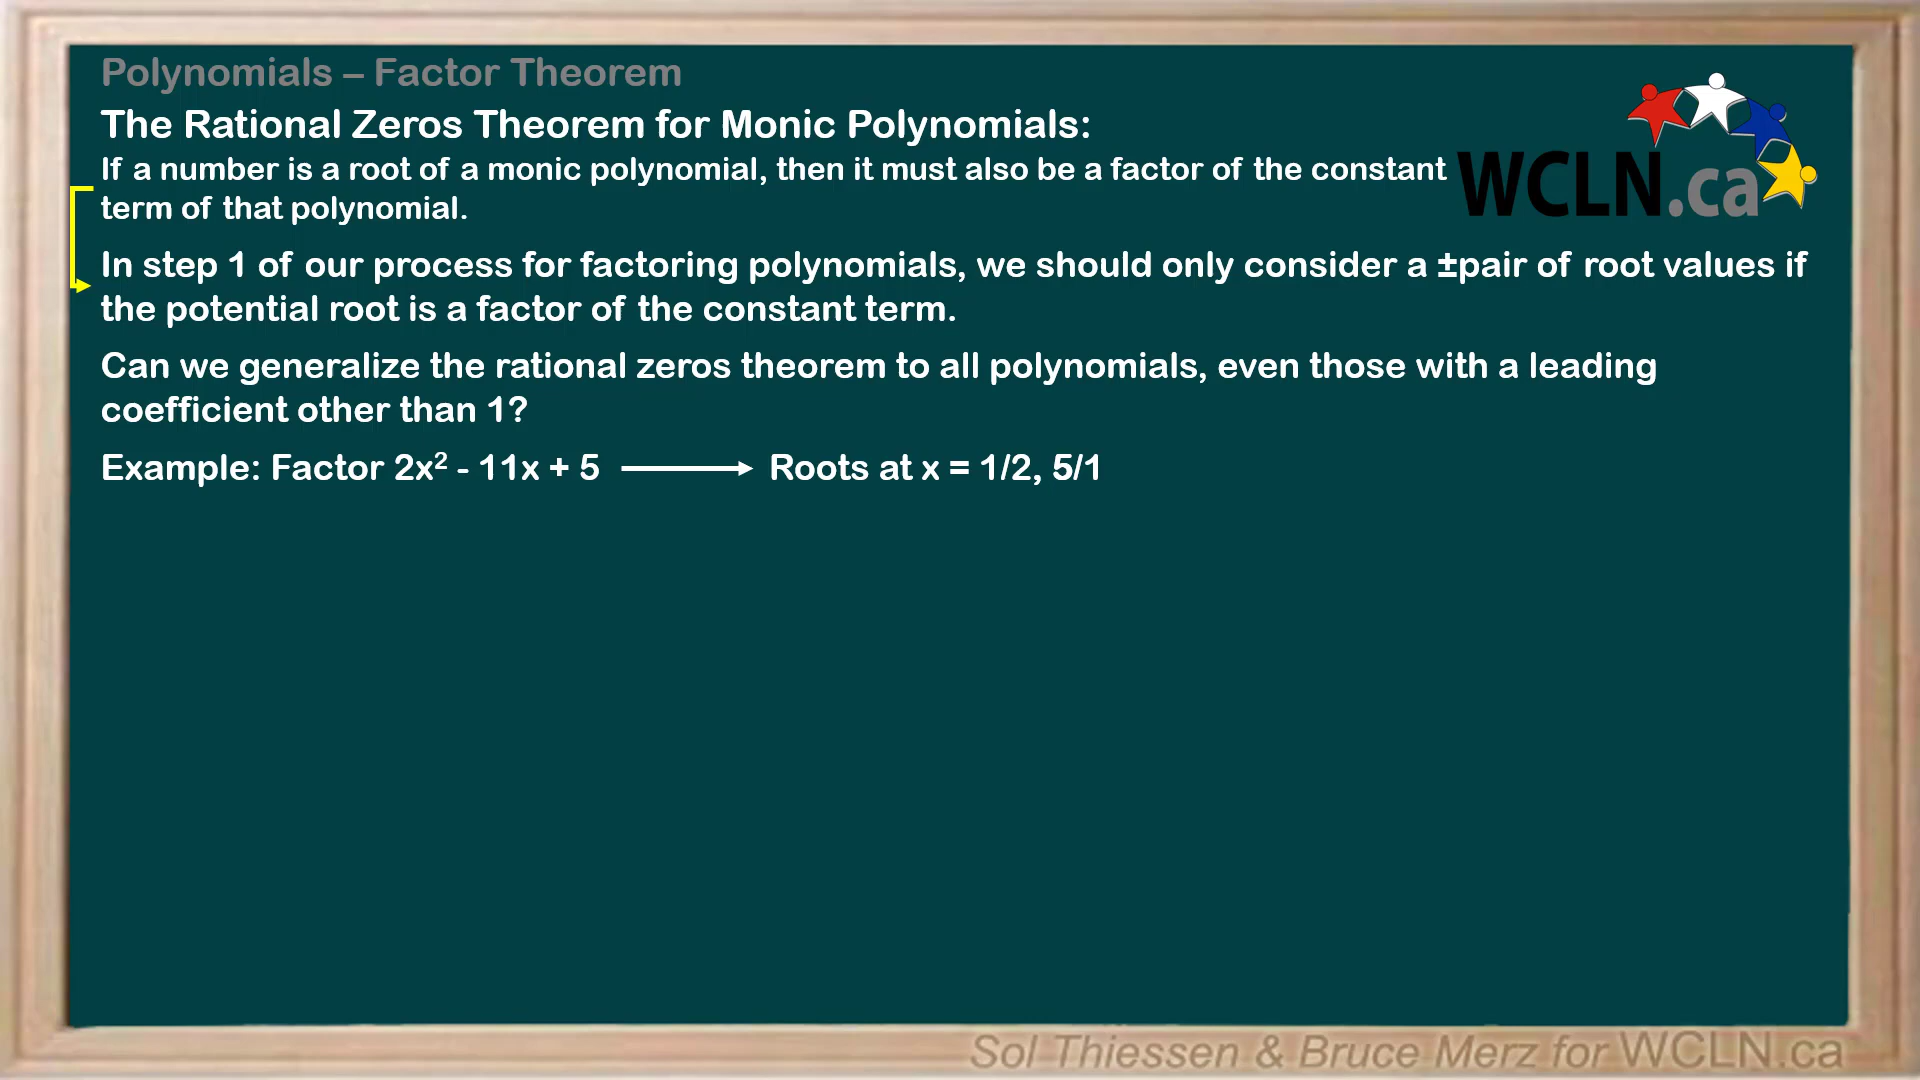 Polynomials – Factor Theorem
The Rational Zeros Theorem for Monic Polynomials:
If a number is a root of a monic polynomial, then it must also be a factor of the constant
term of that polynomial.
WCLN.ca
In step 1 of our process for factoring polynomials, we should only consider a ±pair of root values if
the potential root is a factor of the constant term.
Can we generalize the rational zeros theorem to all polynomials, even those with a leading
coefficient other than 1?
Example: Factor 2x² - 11x + 5 ⟶ Roots at x = 1/2, 5/1
Sol Thiessen & Bruce Merz for WCLN.ca